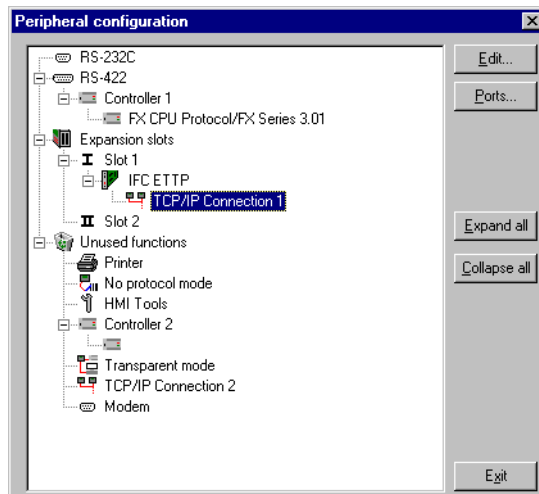 Peripheral configuration
RS-232C
RS-422
Controller 1
FX CPU Protocol/FX Series 3.01
Expansion slots
I Slot 1
IFC ETTP
TCP/IP Connection 1
II Slot 2
Unused functions
Printer
No protocol mode
HMI Tools
Controller 2
Transparent mode
TCP/IP Connection 2
Modem
Edit...
Ports...
Expand all
Collapse all
Exit